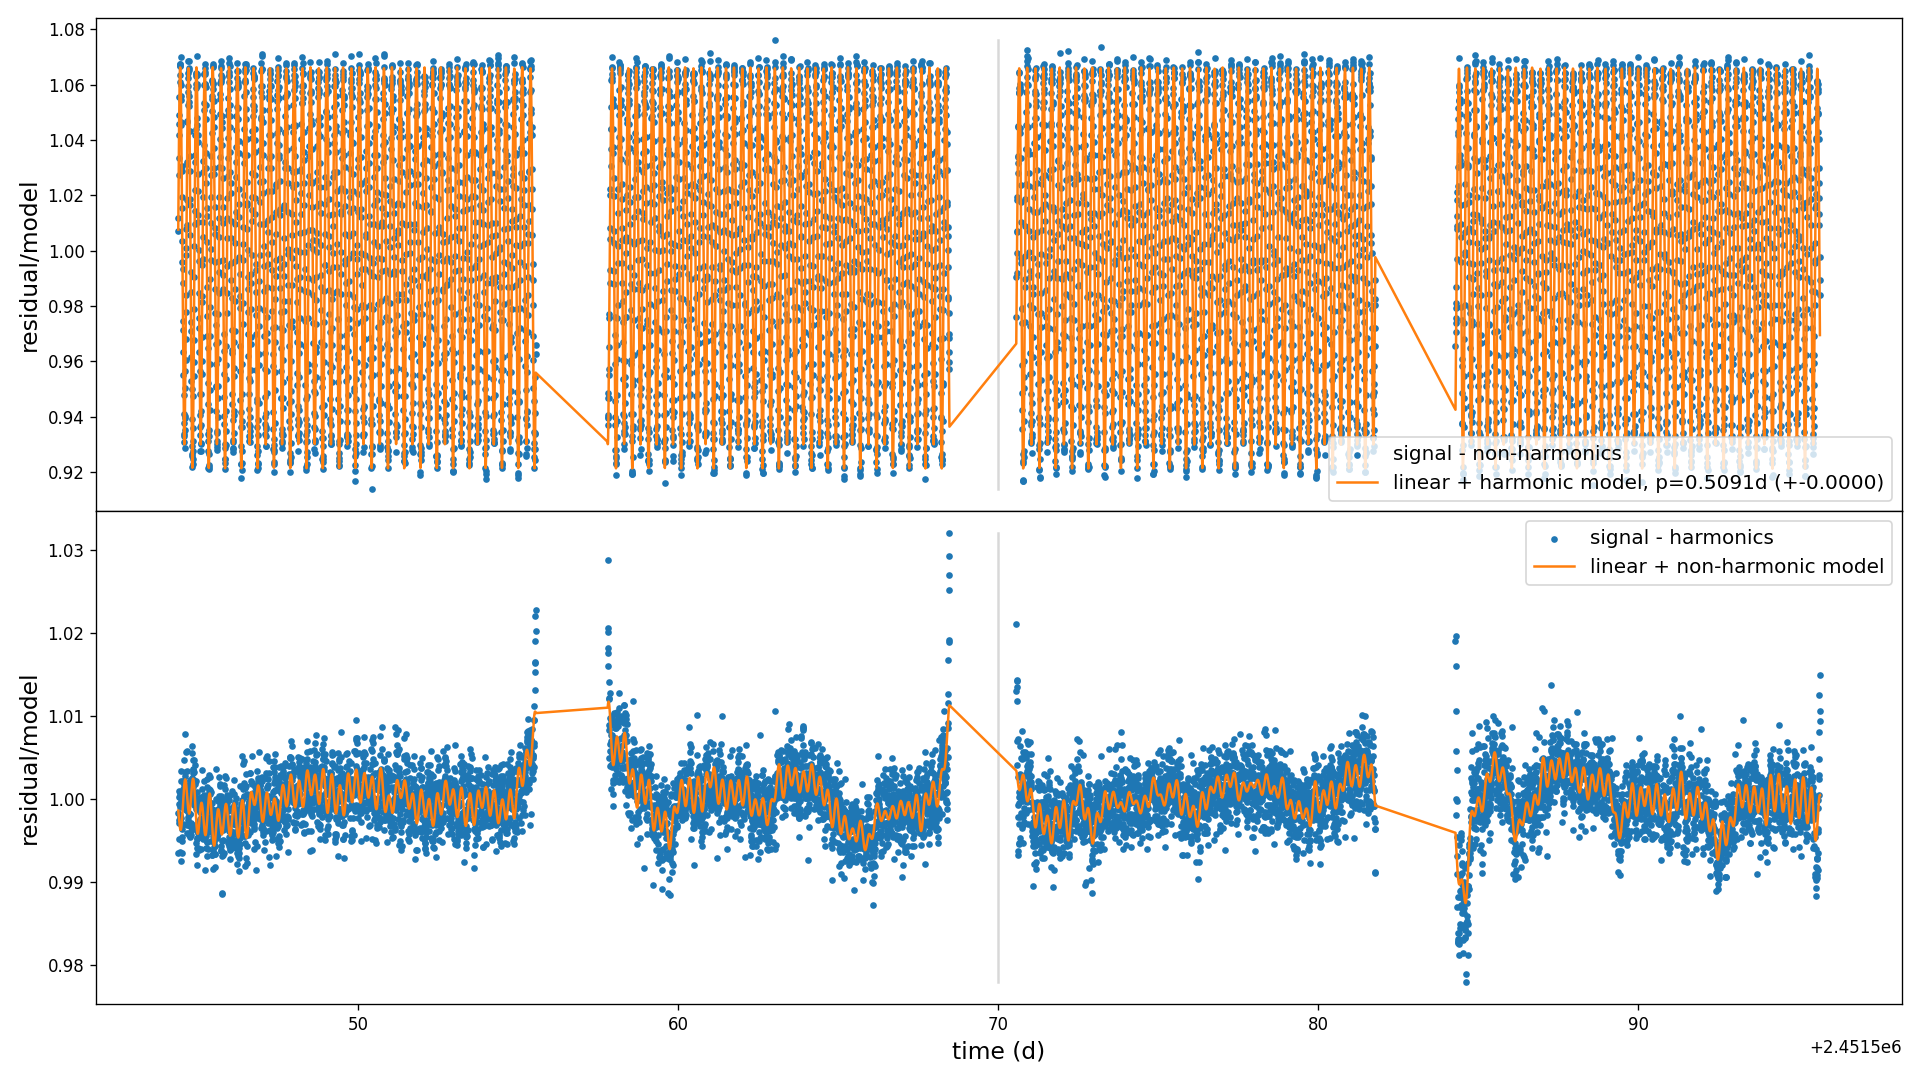 1.08
1.06
1.04
1.02
1.00
0.98
0.96
0.94
0.92
residual/model
signal - non-harmonics
linear + harmonic model, p=0.5091d (+-0.0000)
1.03
1.02
1.01
1.00
0.99
0.98
residual/model
signal - harmonics
linear + non-harmonic model
50 60 70 80 90
time (d)
+2.4515e6